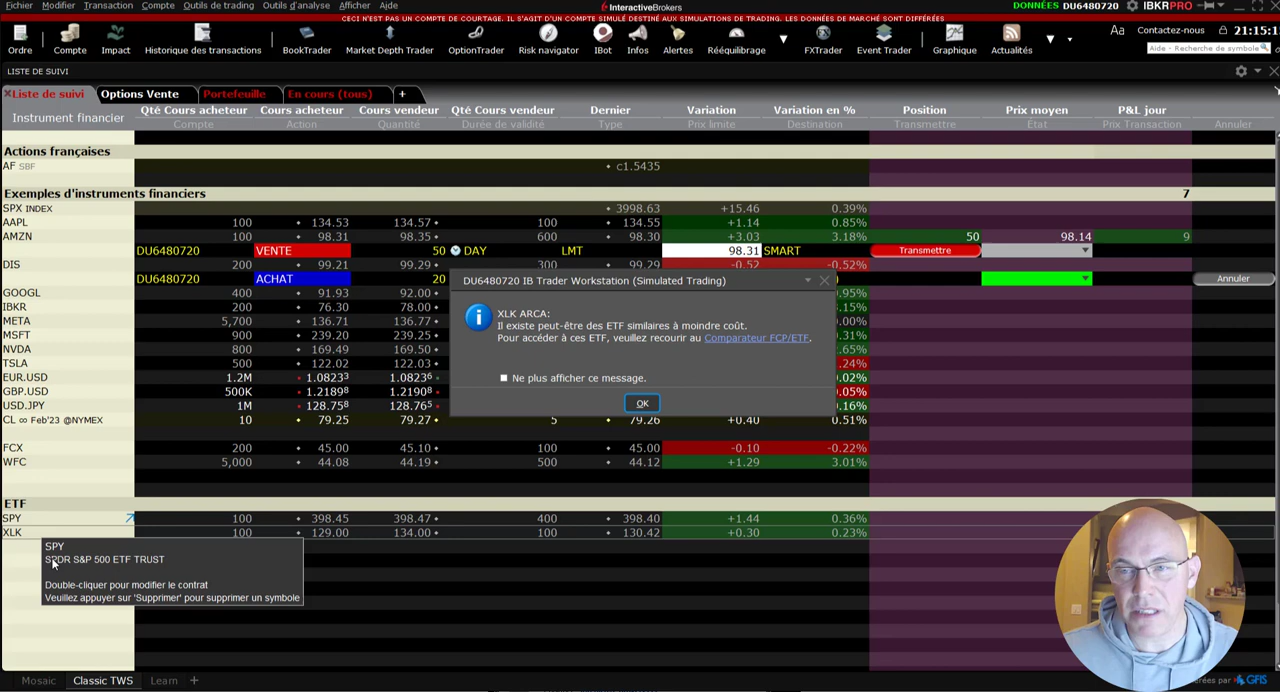 Fichier Modifier Transaction Compte Outils de trading Outils d'analyse Afficher Aide InteractiveBrokers DONNÉES DU6480720 IBKRPRO
CECI N'EST PAS UN COMPTE DE COURTAGE. IL S'AGIT D'UN COMPTE SIMULÉ DESTINÉ AUX SIMULATIONS DE TRADING. LES DONNÉES DE MARCHÉ SONT DIFFÉRÉES
Aa Contactez-nous 21:15:1
Aide - Recherche de symbole
Ordre Compte Impact Historique des transactions BookTrader Market Depth Trader OptionTrader Risk navigator IBot Infos Alertes Rééquilibrage FXTrader Event Trader Graphique Actualités
LISTE DE SUIVI
Liste de suivi Options Vente Portefeuille En cours (tous) +
Instrument financier
Qté Cours acheteur Cours acheteur Cours vendeur Qté Cours vendeur Dernier Variation Variation en % Position Prix moyen P&L jour
Compte Action Quantité Durée de validité Type Prix limite Destination Transmettre État Prix Transaction Annuler
Actions françaises
AF SBF c1.5435
Exemples d'instruments financiers 7
SPX INDEX 3998.63 +15.46 0.39%
AAPL 100 134.53 134.57 100 134.55 +1.14 0.85%
AMZN 100 98.31 98.35 600 98.30 +3.03 3.18% 50 98.14 9
DU6480720 VENTE 50 DAY LMT 98.31 SMART Transmettre
DIS 200 99.21 99.29 300 99.29 -0.52 -0.52%
DU6480720 ACHAT 20 Annuler
GOOGL 400 91.93 92.00
IBKR 200 76.30 78.00
META 5,700 136.71 136.77
MSFT 900 239.20 239.25
NVDA 800 169.49 169.50
TSLA 500 122.02 122.03
EUR.USD 1.2M 1.0823³ 1.0823⁶
GBP.USD 500K 1.2189⁸ 1.2190⁸
USD.JPY 1M 128.75⁸ 128.76⁵
CL ∞ Feb'23 @NYMEX 10 79.25 79.27 5 79.26 +0.40 0.51%
FCX 200 45.00 45.10 100 45.00 -0.10 -0.22%
WFC 5,000 44.08 44.19 500 44.12 +1.29 3.01%
DU6480720 IB Trader Workstation (Simulated Trading)
XLK ARCA:
Il existe peut-être des ETF similaires à moindre coût.
Pour accéder à ces ETF, veuillez recourir au Comparateur FCP/ETF.
Ne plus afficher ce message.
OK
ETF
SPY 100 398.45 398.47 400 398.40 +1.44 0.36%
XLK 100 129.00 134.00 100 130.42 +0.30 0.23%
SPY
SPDR S&P 500 ETF TRUST
Double-cliquer pour modifier le contrat
Veuillez appuyer sur 'Supprimer' pour supprimer un symbole
Mosaic Classic TWS Learn + GFIS